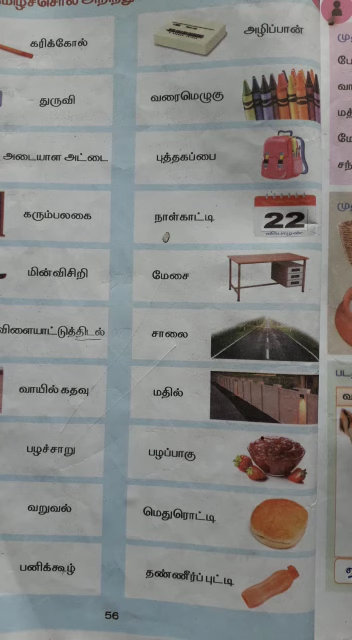 கரிக்கோல்
அழிப்பான்
துருவி
வரைமெழுகு
அடையாள அட்டை
புத்தகப்பை
கரும்பலகை
நாள்காட்டி
22
மின்விசிறி
மேசை
விளையாட்டுத்திடல்
சாலை
வாயில் கதவு
மதில்
பழச்சாறு
பழப்பாகு
வறுவல்
மெதுரொட்டி
பனிக்கூழ்
தண்ணீர்ப் புட்டி
56